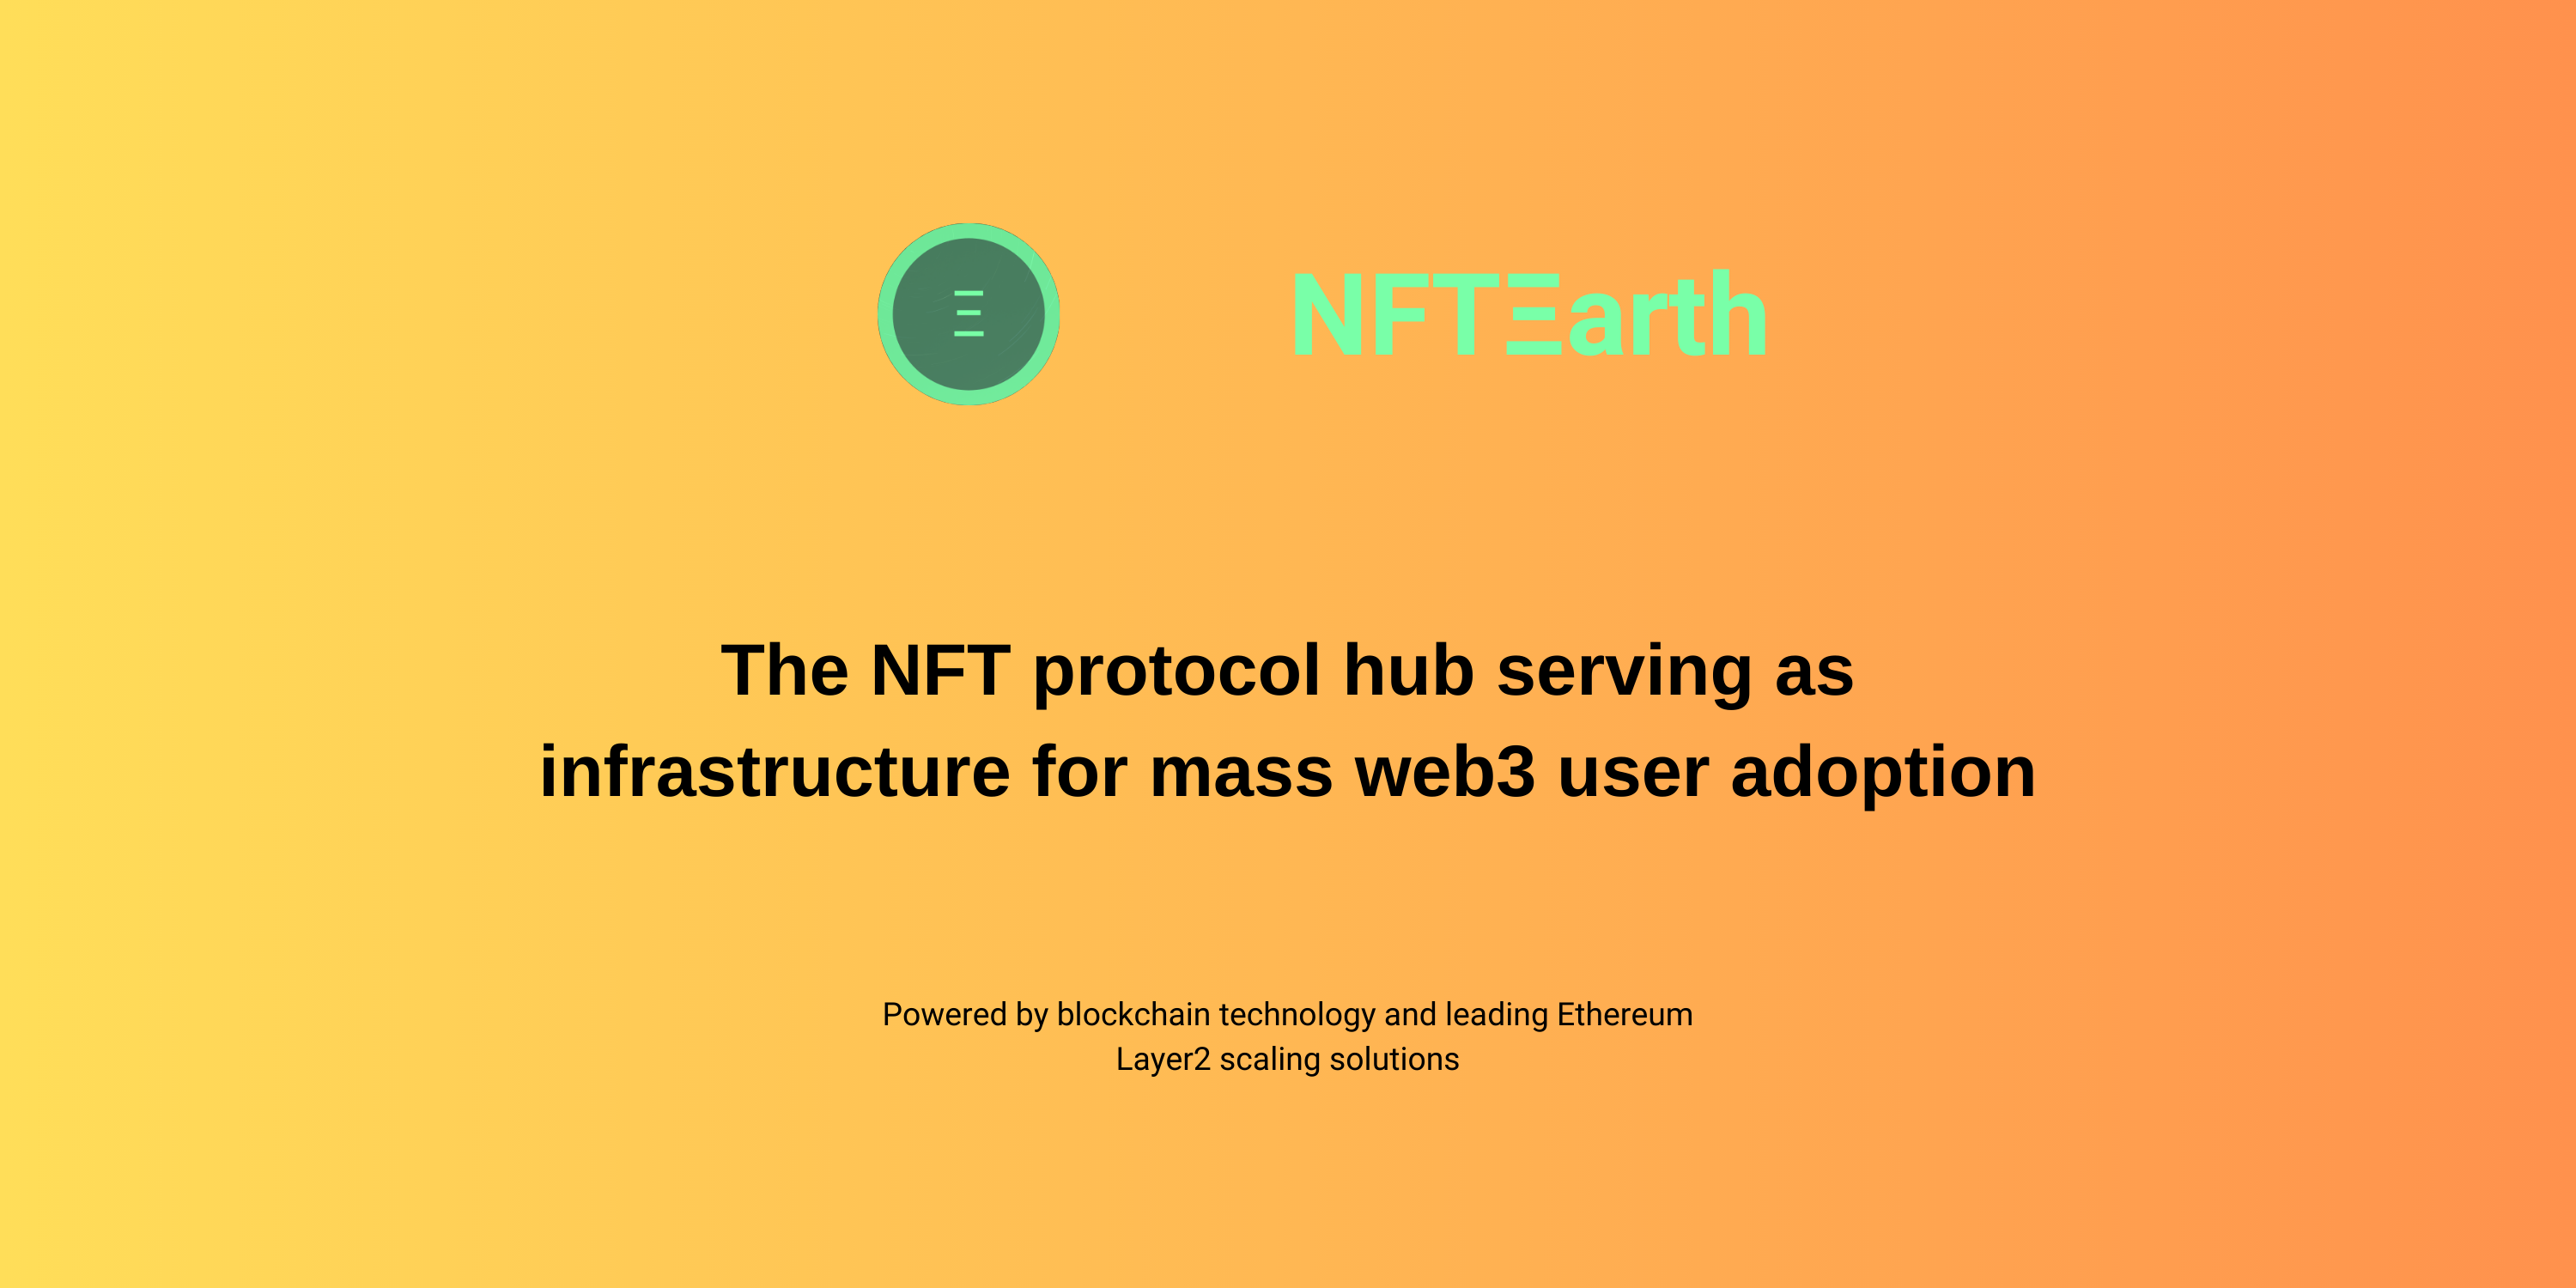 Ξ
NFTΞarth
The NFT protocol hub serving as
infrastructure for mass web3 user adoption
Powered by blockchain technology and leading Ethereum
Layer2 scaling solutions